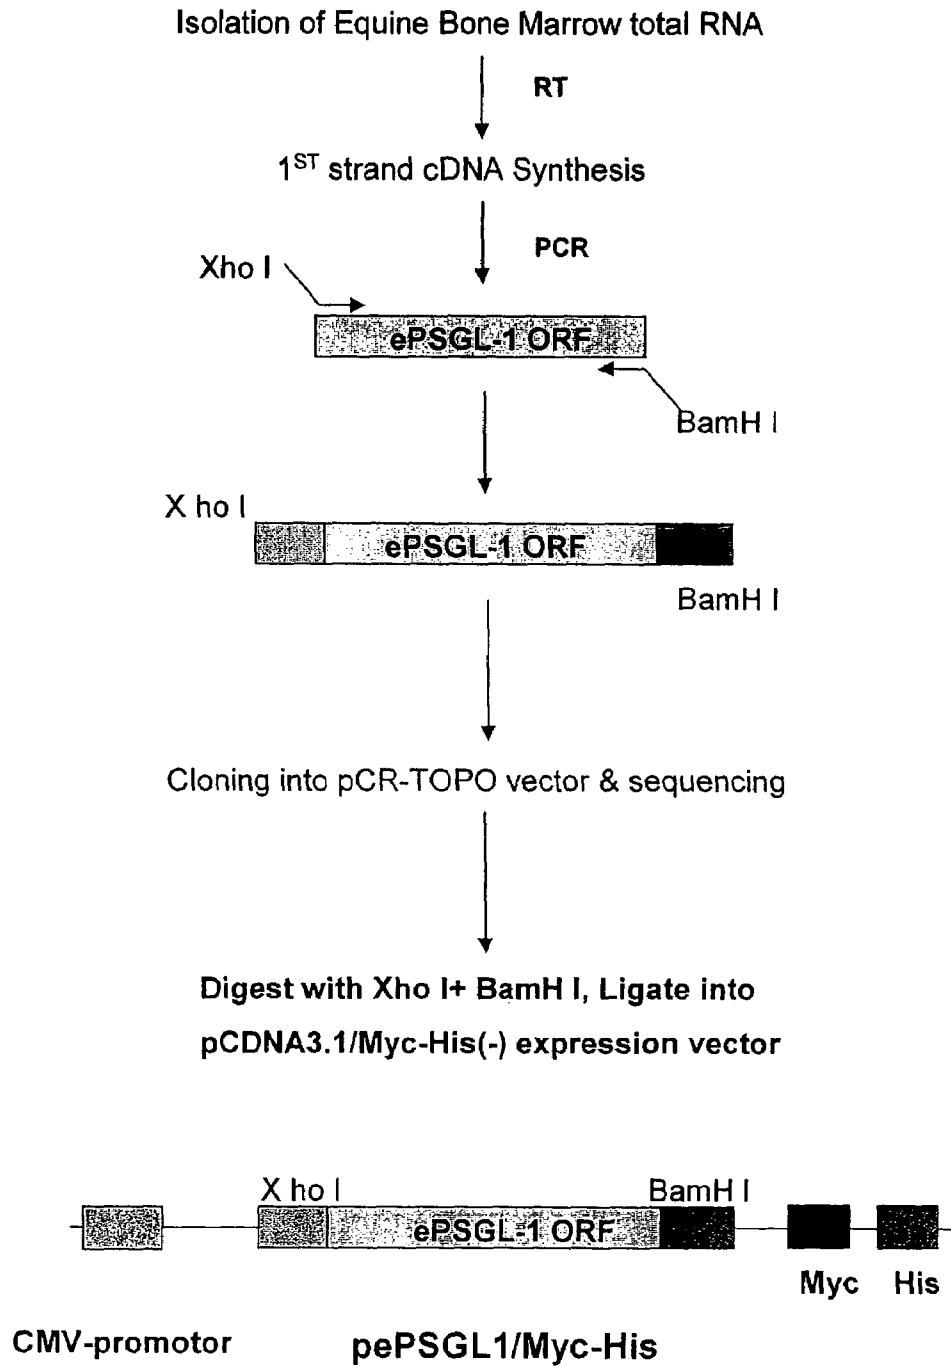 Isolation of Equine Bone Marrow total RNA
RT
1ST strand cDNA Synthesis
PCR
Xho I
ePSGL-1 ORF
BamH I
X ho I
ePSGL-1 ORF
BamH I
Cloning into pCR-TOPO vector & sequencing
Digest with Xho I+ BamH I, Ligate into
pCDNA3.1/Myc-His(-) expression vector
X ho I
BamH I
ePSGL-1 ORF
Myc His
CMV-promotor pePSGL1/Myc-His